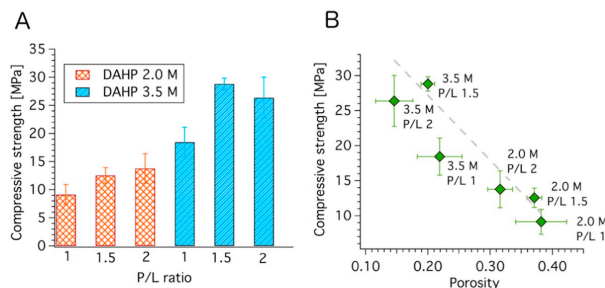 A
Compressive strength [MPa]
35
30
25
20
15
10
5
0
DAHP 2.0 M
DAHP 3.5 M
1 1.5 2 1 1.5 2
P/L ratio
B
Compressive strength [MPa]
30
25
20
15
10
3.5 M
P/L 1.5
3.5 M
P/L 2
3.5 M
P/L 1
2.0 M
P/L 2
2.0 M
P/L 1.5
2.0 M
P/L 1
0.10 0.20 0.30 0.40
Porosity